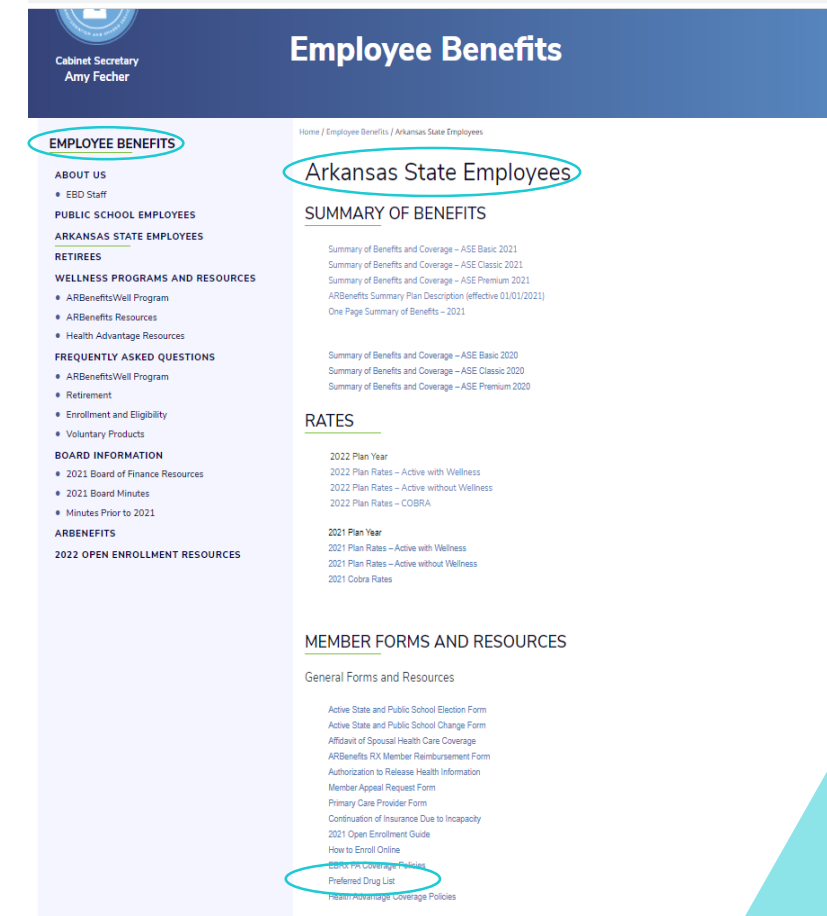 Cabinet Secretary
Amy Fecher
Employee Benefits
EMPLOYEE BENEFITS
ABOUT US
• EBD Staff
PUBLIC SCHOOL EMPLOYEES
ARKANSAS STATE EMPLOYEES
RETIREES
WELLNESS PROGRAMS AND RESOURCES
• ARBenefitsWell Program
• ARBenefits Resources
• Health Advantage Resources
FREQUENTLY ASKED QUESTIONS
• ARBenefitsWell Program
• Retirement
• Enrollment and Eligibility
• Voluntary Products
BOARD INFORMATION
• 2021 Board of Finance Resources
• 2021 Board Minutes
• Minutes Prior to 2021
ARBENEFITS
2022 OPEN ENROLLMENT RESOURCES
Home / Employee Benefits / Arkansas State Employees
Arkansas State Employees
SUMMARY OF BENEFITS
Summary of Benefits and Coverage – ASE Basic 2021
Summary of Benefits and Coverage – ASE Classic 2021
Summary of Benefits and Coverage – ASE Premium 2021
ARBenefits Summary Plan Description (effective 01/01/2021)
One Page Summary of Benefits – 2021
Summary of Benefits and Coverage – ASE Basic 2020
Summary of Benefits and Coverage – ASE Classic 2020
Summary of Benefits and Coverage – ASE Premium 2020
RATES
2022 Plan Year
2022 Plan Rates – Active with Wellness
2022 Plan Rates – Active without Wellness
2022 Plan Rates – COBRA
2021 Plan Year
2021 Plan Rates – Active with Wellness
2021 Plan Rates – Active without Wellness
2021 Cobra Rates
MEMBER FORMS AND RESOURCES
General Forms and Resources
Active State and Public School Election Form
Active State and Public School Change Form
Affidavit of Spousal Health Care Coverage
ARBenefits RX Member Reimbursement Form
Authorization to Release Health Information
Member Appeal Request Form
Primary Care Provider Form
Continuation of Insurance Due to Incapacity
2021 Open Enrollment Guide
How to Enroll Online
EBRx PA Coverage Policies
Preferred Drug List
Health Advantage Coverage Policies